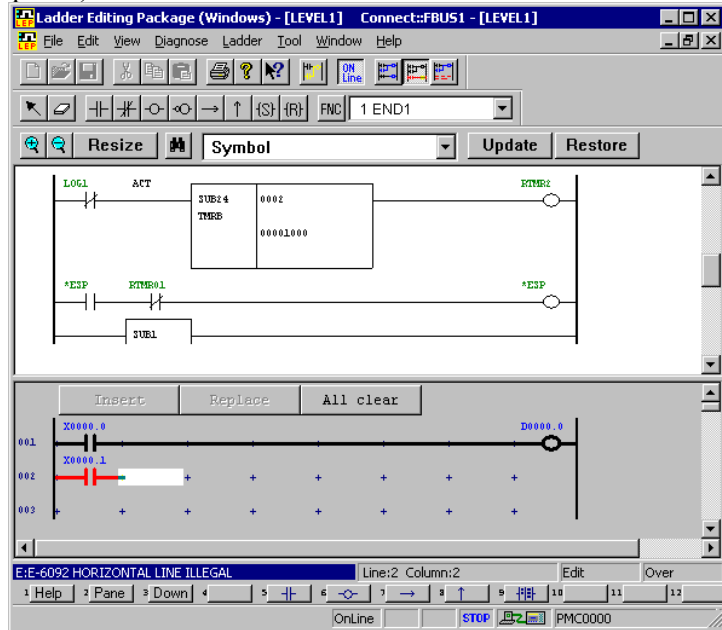 Ladder Editing Package (Windows) - [LEVEL1] Connect::FBUS1 - [LEVEL1]
File Edit View Diagnose Ladder Tool Window Help
ON Line
(S) (R) FNC 1 END1
Resize Symbol Update Restore
LOG1 ACT RTMR2
SUB24 0002
TMRB
00001000
*ESP RTMR01 *ESP
SUB1
Insert Replace All clear
X0000.0 D0000.0
001
X0000.1
002
003
E:E-6092 HORIZONTAL LINE ILLEGAL Line:2 Column:2 Edit Over
1 Help 2 Pane 3 Down 4 5 6 7 8 9 10 11 12
OnLine STOP PMC0000